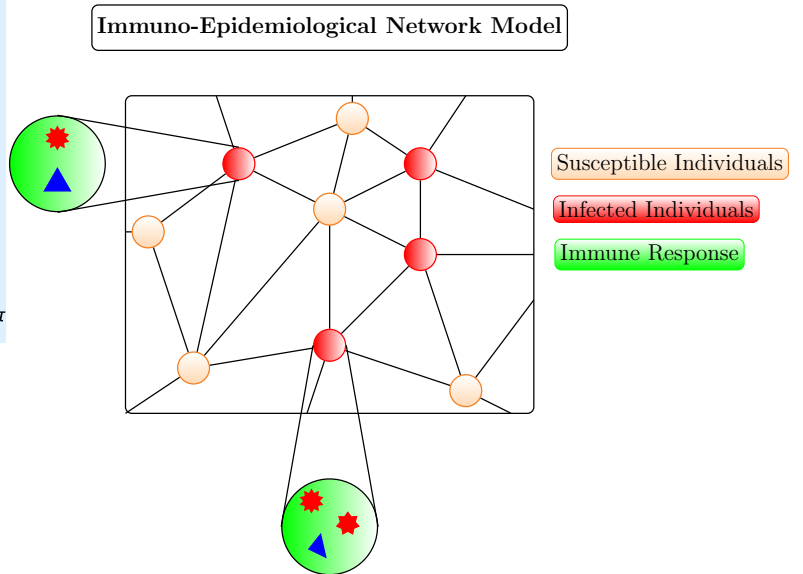 Immuno-Epidemiological Network Model
Susceptible Individuals
Infected Individuals
Immune Response